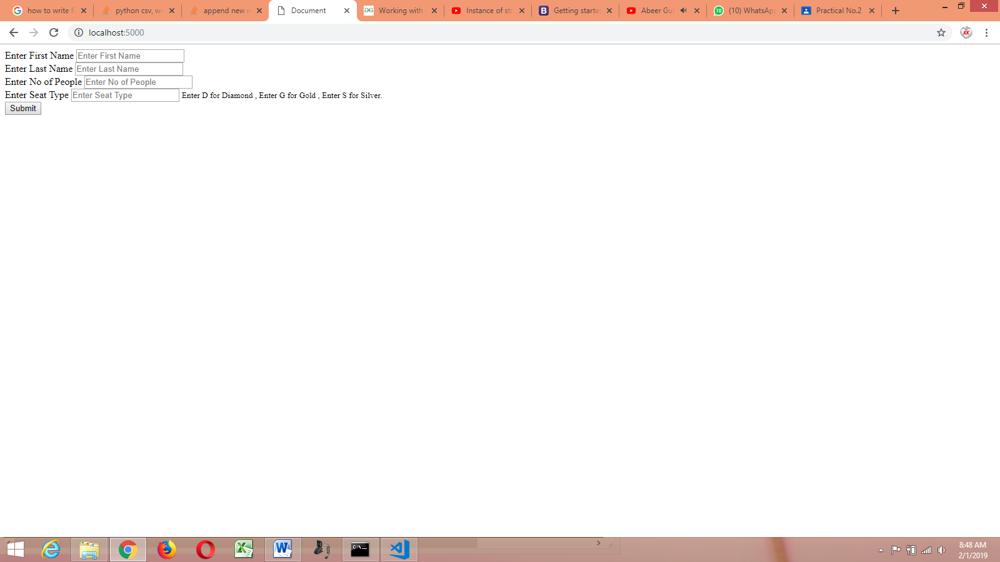 how to write f
python csv, wr
append new r
Document
Working with
Instance of str
Getting starte
Abeer Gul
(10) WhatsApp
Practical No.2
localhost:5000
Enter First Name Enter First Name
Enter Last Name Enter Last Name
Enter No of People Enter No of People
Enter Seat Type Enter Seat Type Enter D for Diamond , Enter G for Gold , Enter S for Silver.
Submit
8:48 AM
2/1/2019